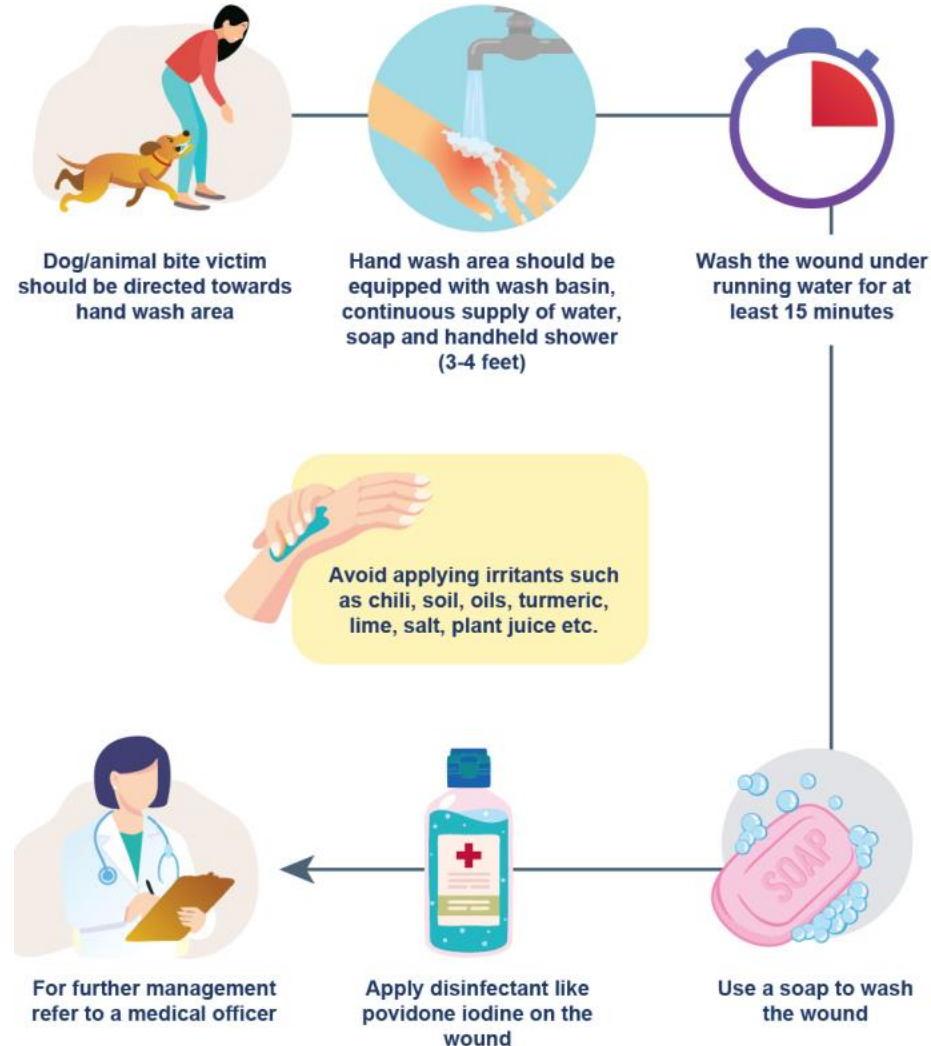 Dog/animal bite victim
should be directed towards
hand wash area
Hand wash area should be
equipped with wash basin,
continuous supply of water,
soap and handheld shower
(3-4 feet)
Wash the wound under
running water for at
least 15 minutes
Avoid applying irritants such
as chili, soil, oils, turmeric,
lime, salt, plant juice etc.
SOAP
Use a soap to wash
the wound
Apply disinfectant like
povidone iodine on the
wound
For further management
refer to a medical officer